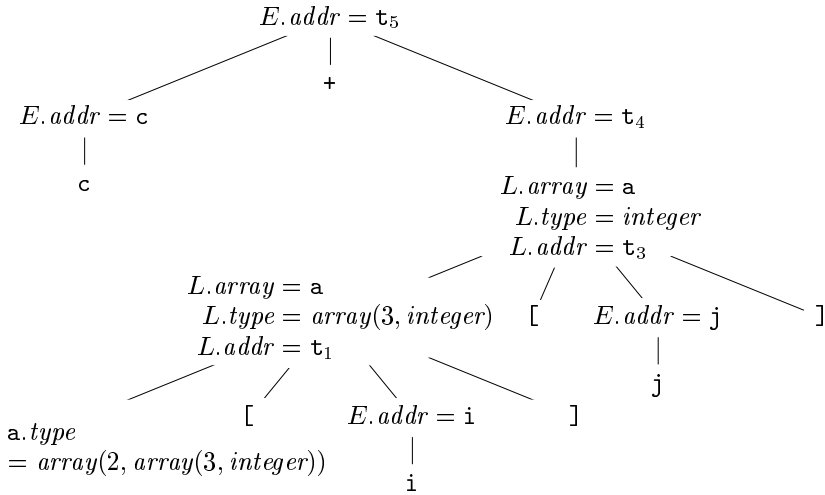 E.addr = t₅
+
E.addr = c
E.addr = t₄
c
L.array = a
L.type = integer
L.addr = t₃
L.array = a
L.type = array(3, integer)
L.addr = t₁
[
E.addr = j
]
j
a.type
= array(2, array(3, integer))
[
E.addr = i
]
i